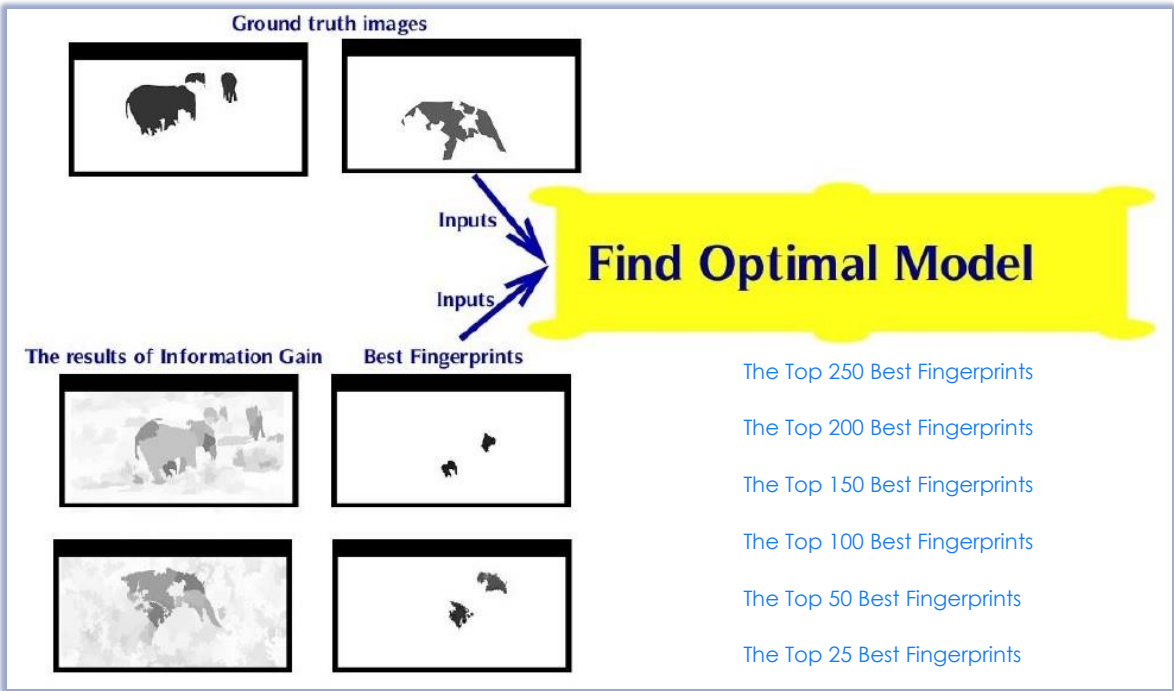 Ground truth images
Inputs
Find Optimal Model
Inputs
The results of Information Gain
Best Fingerprints
The Top 250 Best Fingerprints
The Top 200 Best Fingerprints
The Top 150 Best Fingerprints
The Top 100 Best Fingerprints
The Top 50 Best Fingerprints
The Top 25 Best Fingerprints